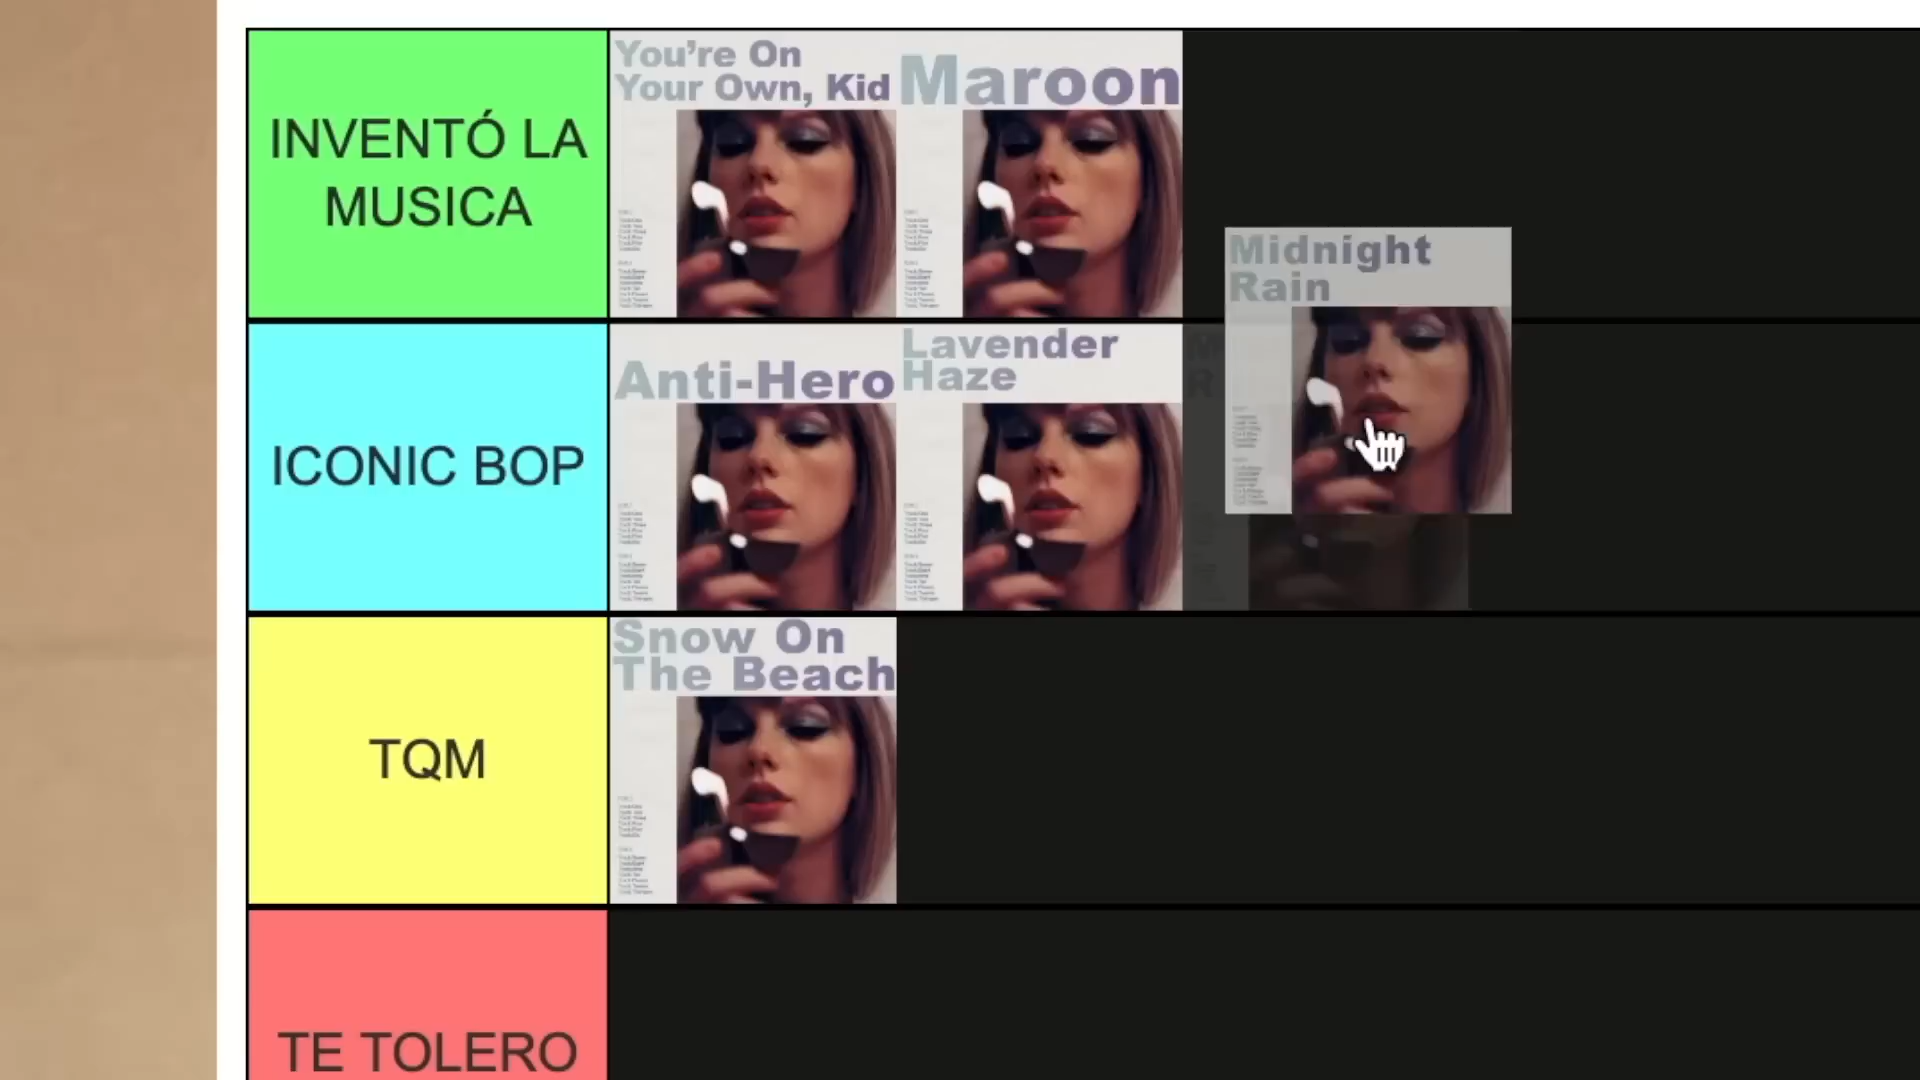 INVENTÓ LA
MUSICA
You're On
Your Own, Kid
Maroon
Midnight
Rain
ICONIC BOP
Anti-Hero
Lavender
Haze
TQM
Snow On
The Beach
TE TOLERO